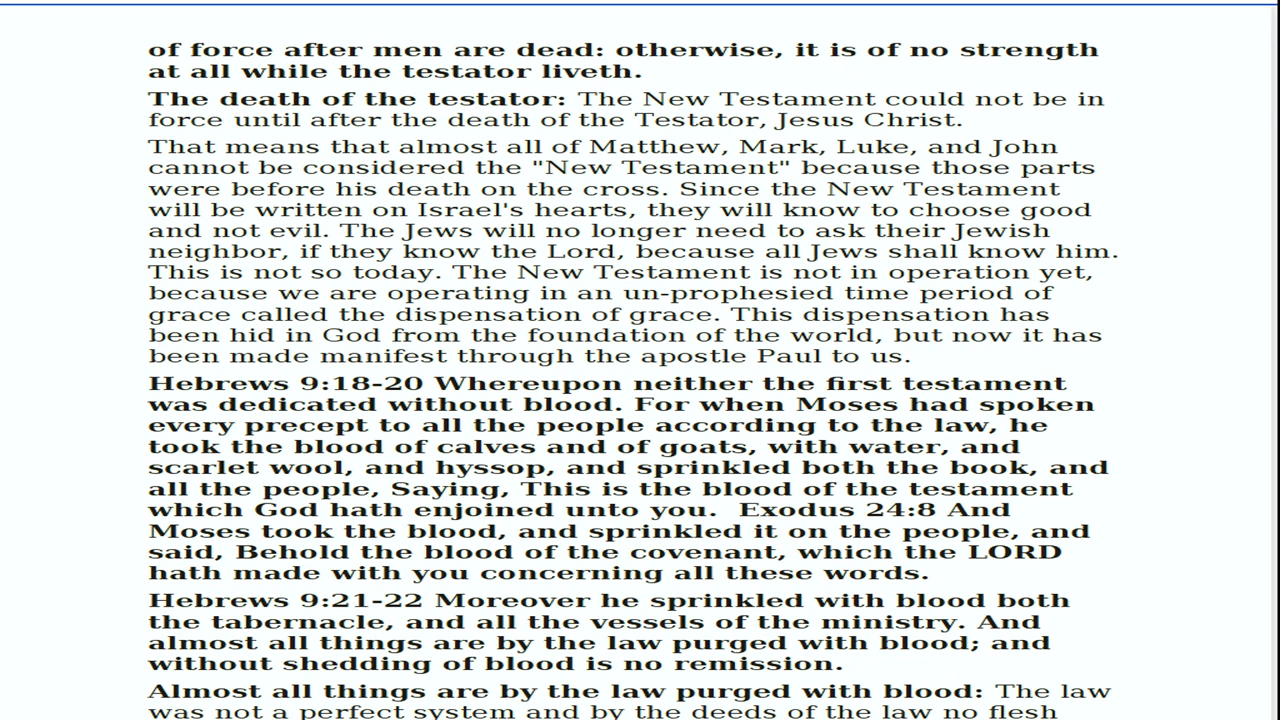 of force after men are dead: otherwise, it is of no strength
at all while the testator liveth.
The death of the testator: The New Testament could not be in
force until after the death of the Testator, Jesus Christ.
That means that almost all of Matthew, Mark, Luke, and John
cannot be considered the "New Testament" because those parts
were before his death on the cross. Since the New Testament
will be written on Israel's hearts, they will know to choose good
and not evil. The Jews will no longer need to ask their Jewish
neighbor, if they know the Lord, because all Jews shall know him.
This is not so today. The New Testament is not in operation yet,
because we are operating in an un-prophesied time period of
grace called the dispensation of grace. This dispensation has
been hid in God from the foundation of the world, but now it has
been made manifest through the apostle Paul to us.
Hebrews 9:18-20 Whereupon neither the first testament
was dedicated without blood. For when Moses had spoken
every precept to all the people according to the law, he
took the blood of calves and of goats, with water, and
scarlet wool, and hyssop, and sprinkled both the book, and
all the people, Saying, This is the blood of the testament
which God hath enjoined unto you.  Exodus 24:8 And
Moses took the blood, and sprinkled it on the people, and
said, Behold the blood of the covenant, which the LORD
hath made with you concerning all these words.
Hebrews 9:21-22 Moreover he sprinkled with blood both
the tabernacle, and all the vessels of the ministry. And
almost all things are by the law purged with blood; and
without shedding of blood is no remission.
Almost all things are by the law purged with blood: The law
was not a perfect system and by the deeds of the law no flesh